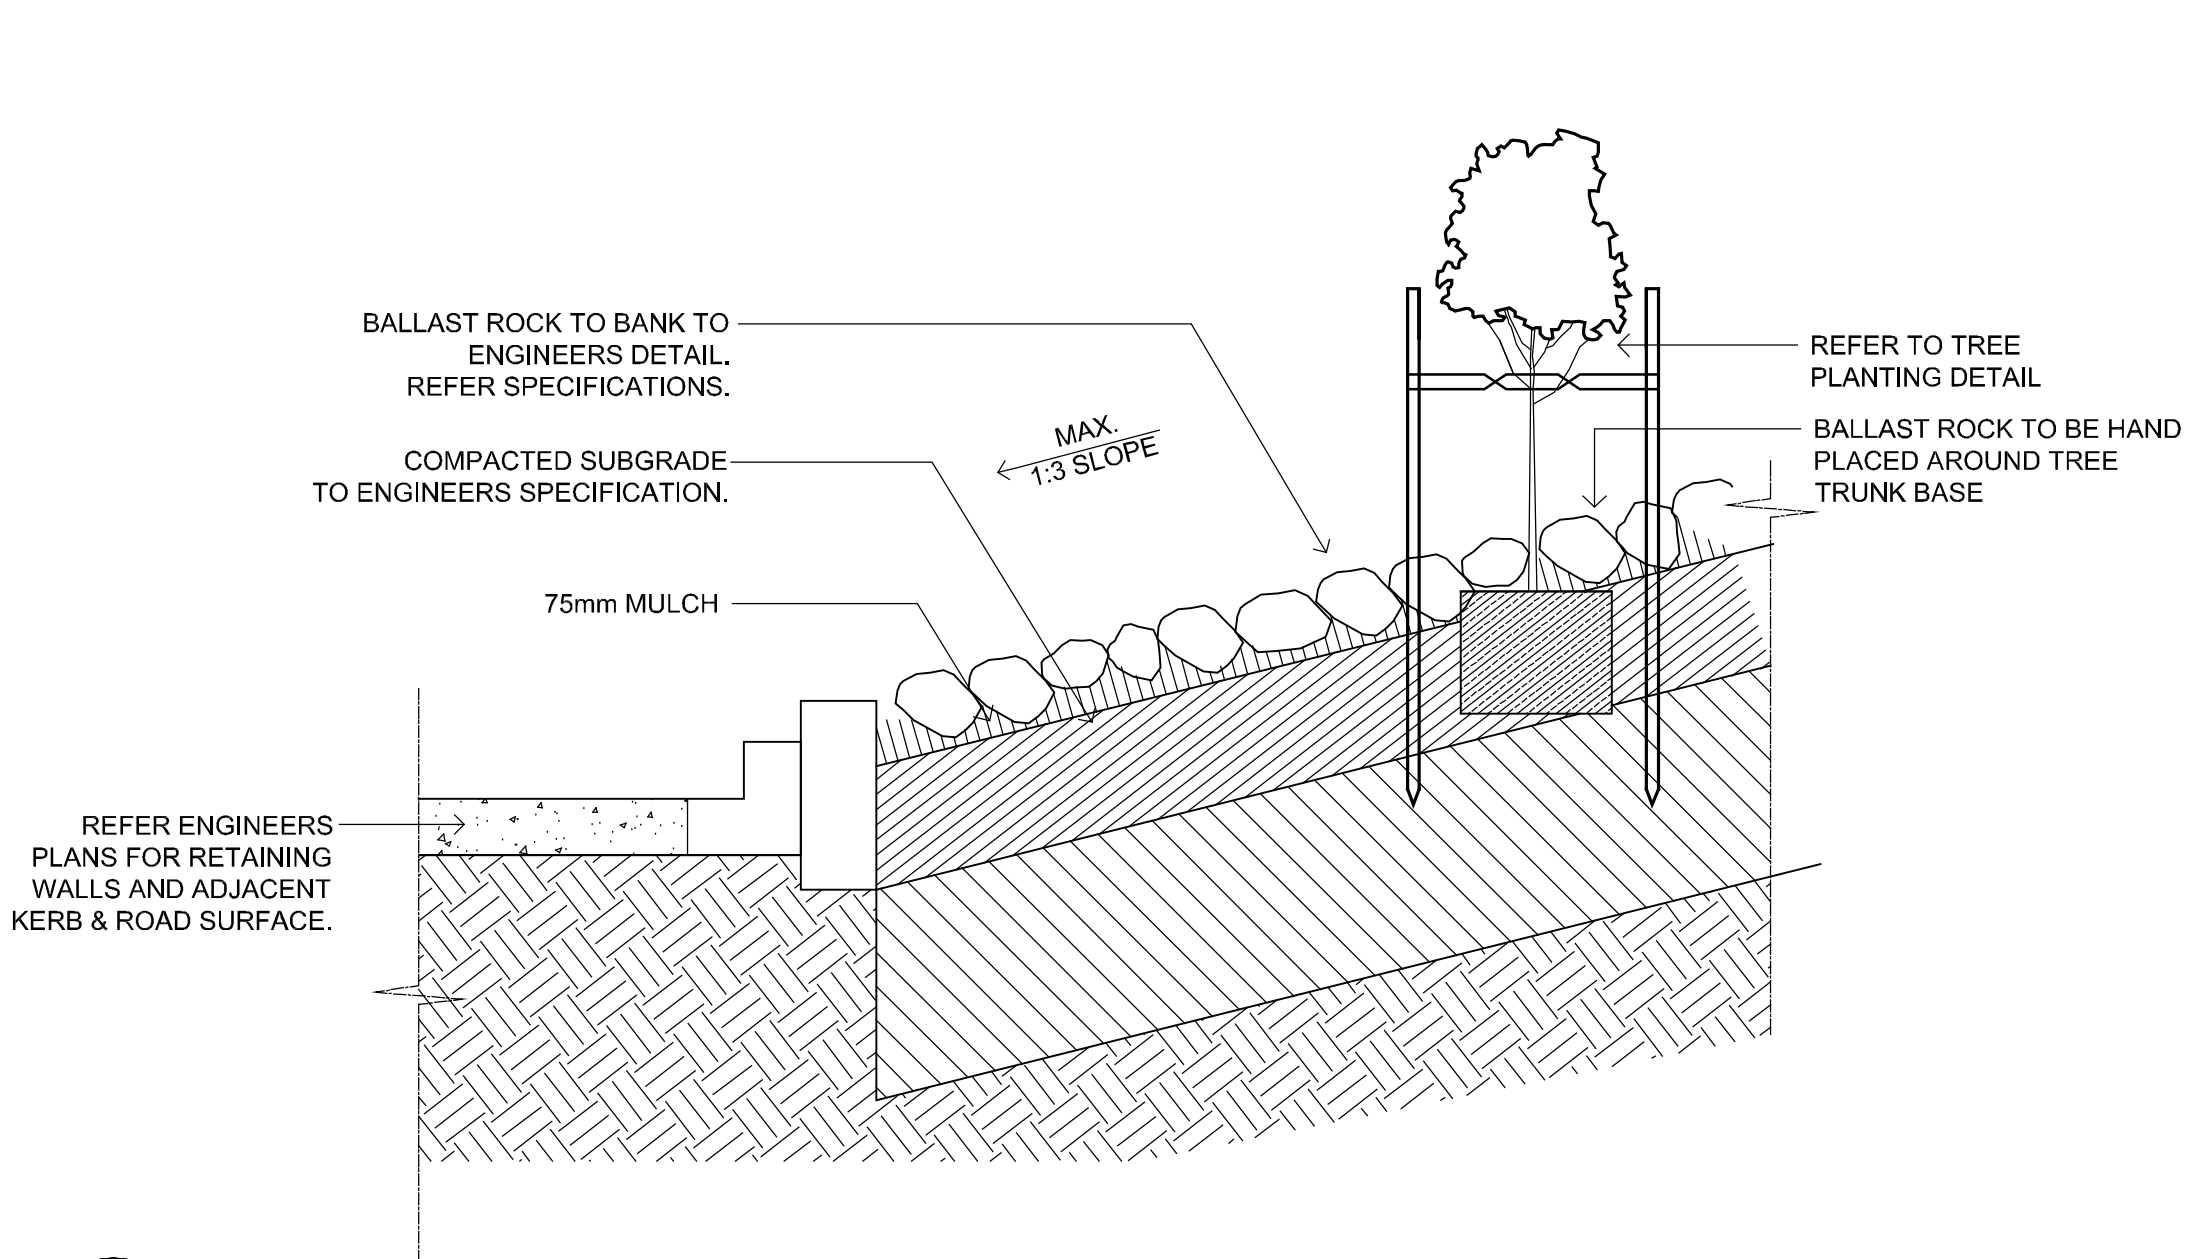 BALLAST ROCK TO BANK TO
ENGINEERS DETAIL.
REFER SPECIFICATIONS.
REFER TO TREE
PLANTING DETAIL
MAX.
1:3 SLOPE
BALLAST ROCK TO BE HAND
PLACED AROUND TREE
TRUNK BASE
COMPACTED SUBGRADE
TO ENGINEERS SPECIFICATION.
75mm MULCH
REFER ENGINEERS
PLANS FOR RETAINING
WALLS AND ADJACENT
KERB & ROAD SURFACE.